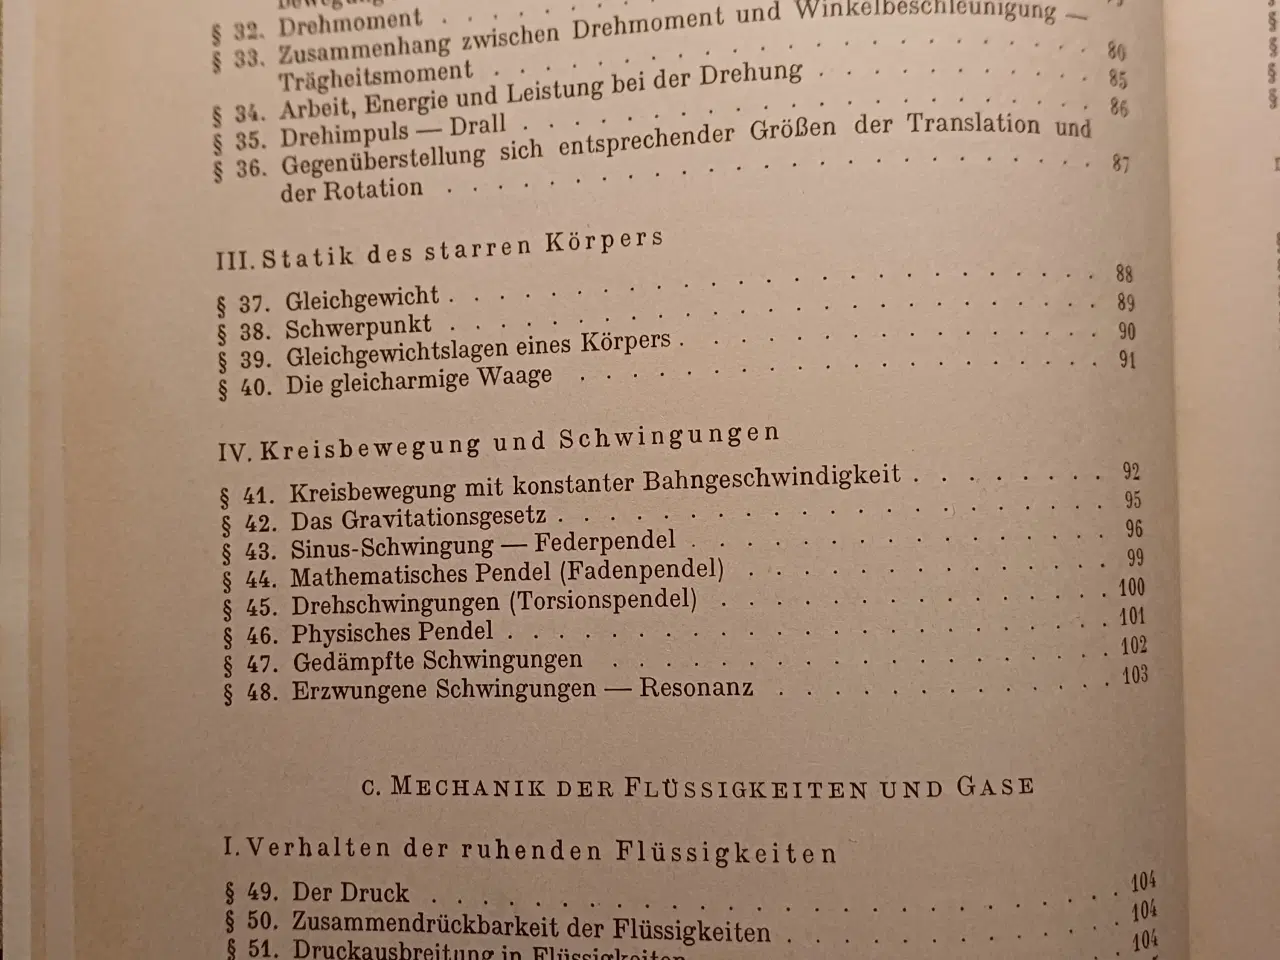 § 32. Drehmoment . . . . . . .
§ 33. Zusammenhang zwischen Drehmoment und Winkelbeschleunigung —
Trägheitsmoment . . . . . . . . . . . . . . . . . . . . . . . 80
§ 34. Arbeit, Energie und Leistung bei der Drehung . . . . . . . . . . . 85
§ 35. Drehimpuls — Drall . . . . . . . . . . . . . . . . . . . . . . 86
§ 36. Gegenüberstellung sich entsprechender Größen der Translation und
der Rotation . . . . . . . . . . . . . . . . . . . . . . . . . 87
III. Statik des starren Körpers
§ 37. Gleichgewicht . . . . . . . . . . . . . . . . . . . . . . . . . 88
§ 38. Schwerpunkt . . . . . . . . . . . . . . . . . . . . . . . . . 89
§ 39. Gleichgewichtslagen eines Körpers . . . . . . . . . . . . . . . . 90
§ 40. Die gleicharmige Waage . . . . . . . . . . . . . . . . . . . . 91
IV. Kreisbewegung und Schwingungen
§ 41. Kreisbewegung mit konstanter Bahngeschwindigkeit . . . . . . . . 92
§ 42. Das Gravitationsgesetz . . . . . . . . . . . . . . . . . . . . . 95
§ 43. Sinus-Schwingung — Federpendel . . . . . . . . . . . . . . . . 96
§ 44. Mathematisches Pendel (Fadenpendel) . . . . . . . . . . . . . . 99
§ 45. Drehschwingungen (Torsionspendel) . . . . . . . . . . . . . . . 100
§ 46. Physisches Pendel . . . . . . . . . . . . . . . . . . . . . . . 101
§ 47. Gedämpfte Schwingungen . . . . . . . . . . . . . . . . . . . 102
§ 48. Erzwungene Schwingungen — Resonanz . . . . . . . . . . . . . 103
C. MECHANIK DER FLÜSSIGKEITEN UND GASE
I. Verhalten der ruhenden Flüssigkeiten
§ 49. Der Druck . . . . . . . . . . . . . . . . . . . . . . . . . . 104
§ 50. Zusammendrückbarkeit der Flüssigkeiten . . . . . . . . . . . . . 104
§ 51. Druckausbreitung in Flüssigkeiten . . . . . . . . . . . . . . . . 104